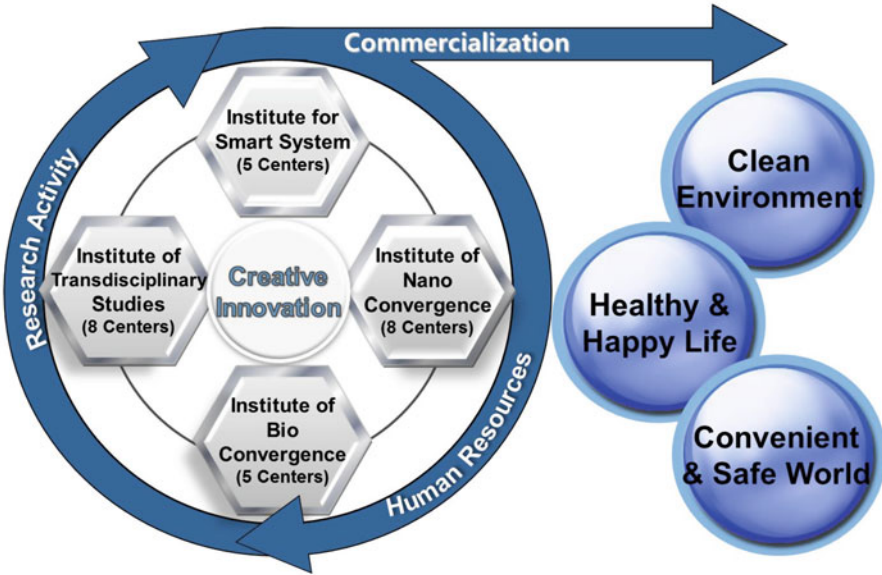 Commercialization
Research Activity
Human Resources
Institute for
Smart System
(5 Centers)
Institute of
Transdisciplinary
Studies
(8 Centers)
Creative
Innovation
Institute of
Nano
Convergence
(8 Centers)
Institute of
Bio
Convergence
(5 Centers)
Clean
Environment
Healthy &
Happy Life
Convenient
& Safe World